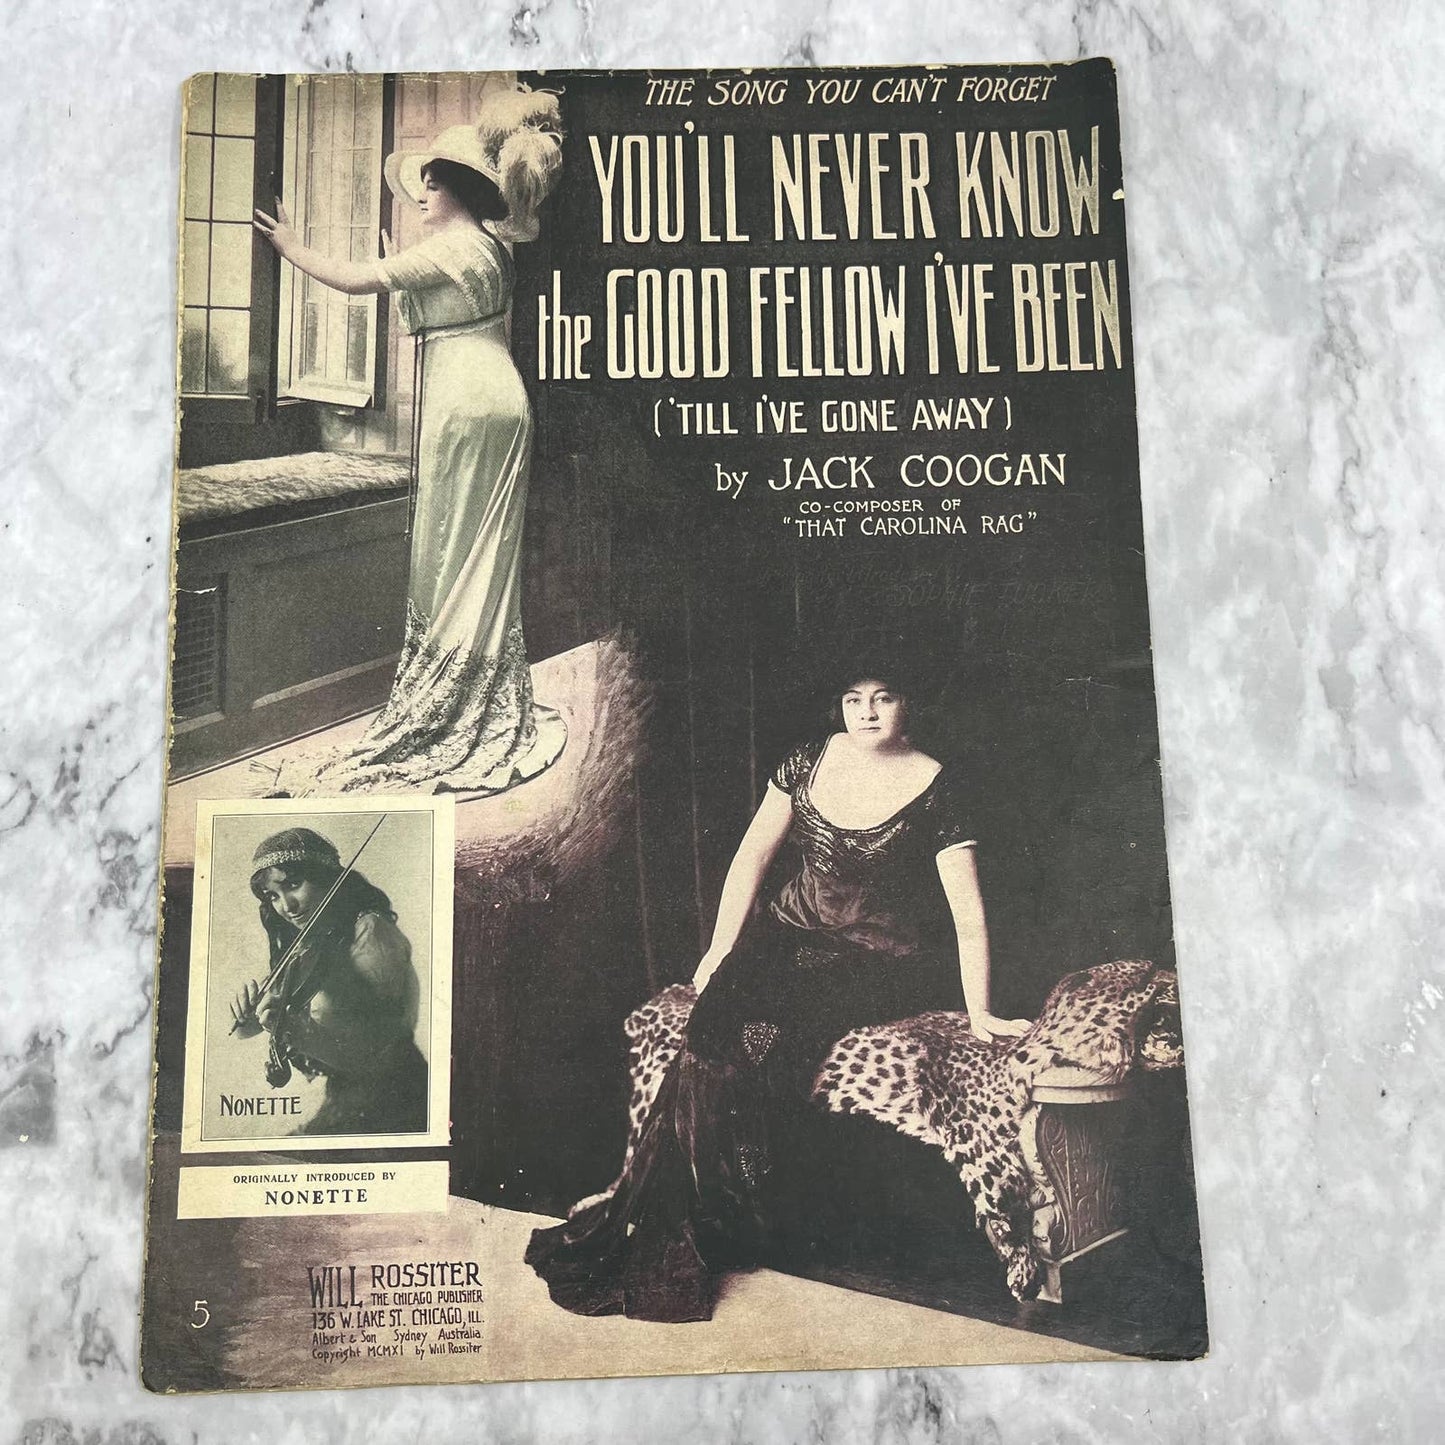 THE SONG YOU CAN'T FORGET
YOU'LL NEVER KNOW
the GOOD FELLOW I'VE BEEN
('TILL I'VE GONE AWAY)
by JACK COOGAN
CO-COMPOSER OF
"THAT CAROLINA RAG"
SOPHIE TUCKER
NONETTE
ORIGINALLY INTRODUCED BY
NONETTE
WILL ROSSITER
THE CHICAGO PUBLISHER
136 W. LAKE ST. CHICAGO, ILL.
Albert & Son Sydney Australia
Copyright MCMXI by Will Rossiter
5